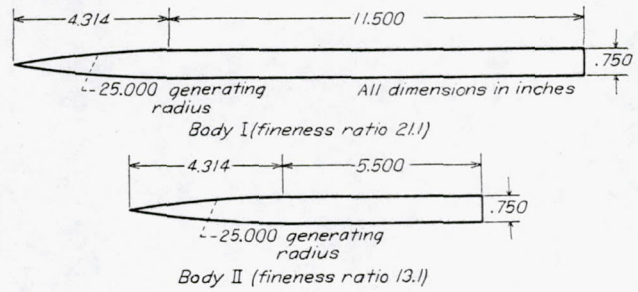 4.314 11.500
.750
25.000 generating
radius
All dimensions in inches
Body I (fineness ratio 21.1)
4.314 5.500
.750
25.000 generating
radius
Body II (fineness ratio 13.1)